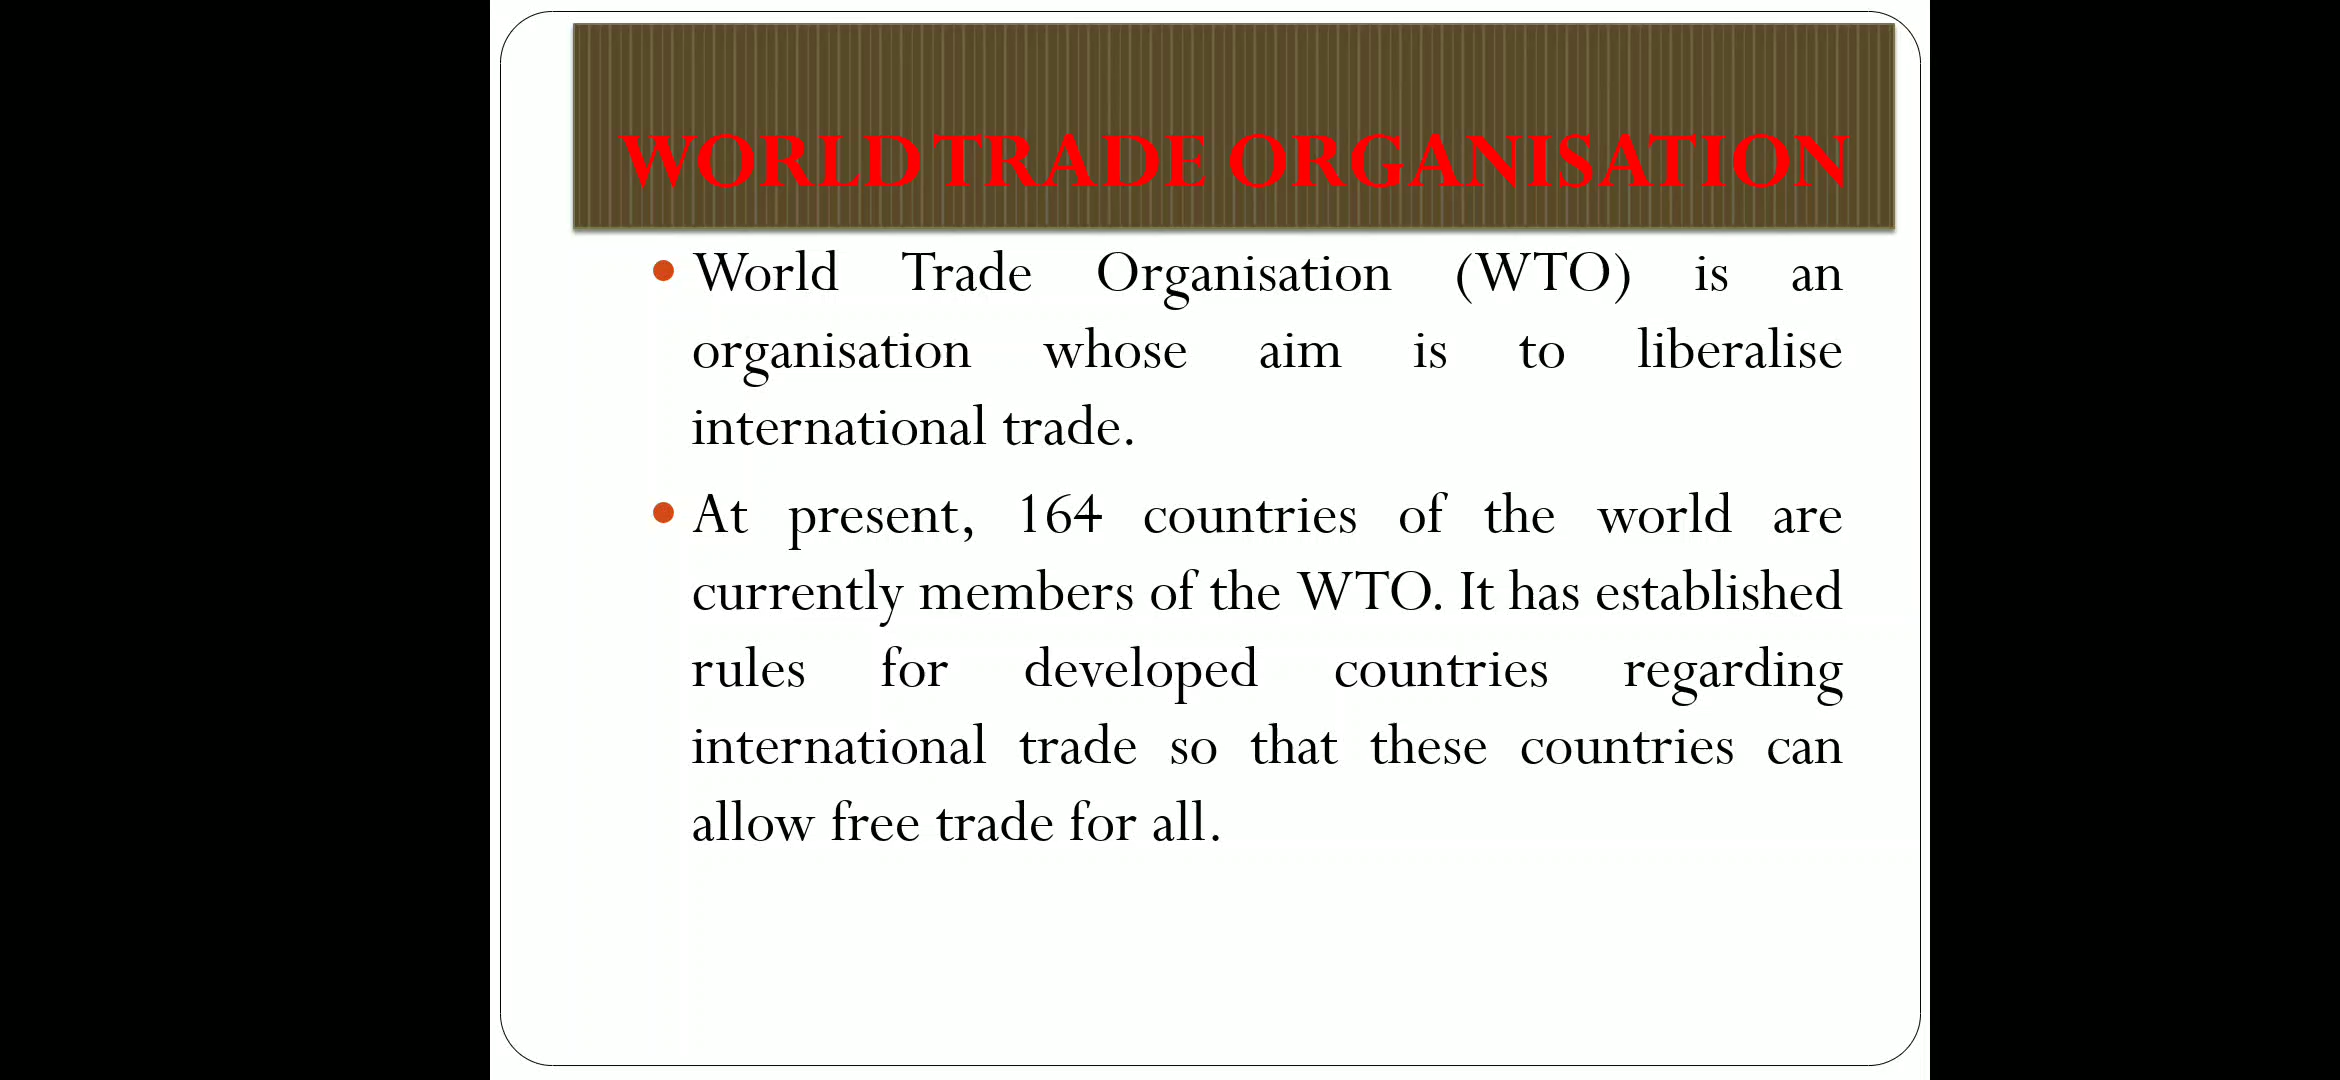 WORLD TRADE ORGANISATION
World Trade Organisation (WTO) is an
organisation whose aim is to liberalise
international trade.
At present, 164 countries of the world are
currently members of the WTO. It has established
rules for developed countries regarding
international trade so that these countries can
allow free trade for all.